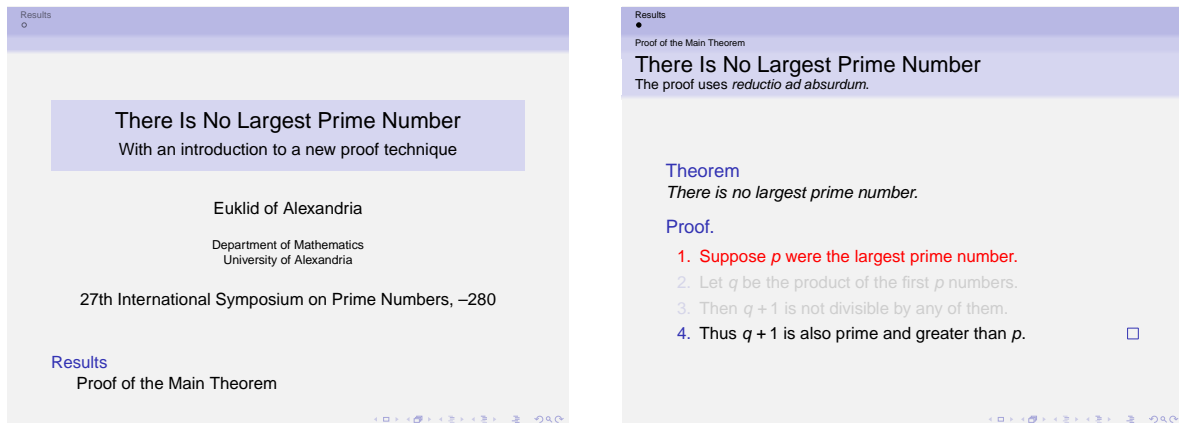 Results
There Is No Largest Prime Number
With an introduction to a new proof technique
Euklid of Alexandria
Department of Mathematics
University of Alexandria
27th International Symposium on Prime Numbers, –280
Results
Proof of the Main Theorem
Results
Proof of the Main Theorem
There Is No Largest Prime Number
The proof uses reductio ad absurdum.
Theorem
There is no largest prime number.
Proof.
1. Suppose p were the largest prime number.
2. Let q be the product of the first p numbers.
3. Then q + 1 is not divisible by any of them.
4. Thus q + 1 is also prime and greater than p.